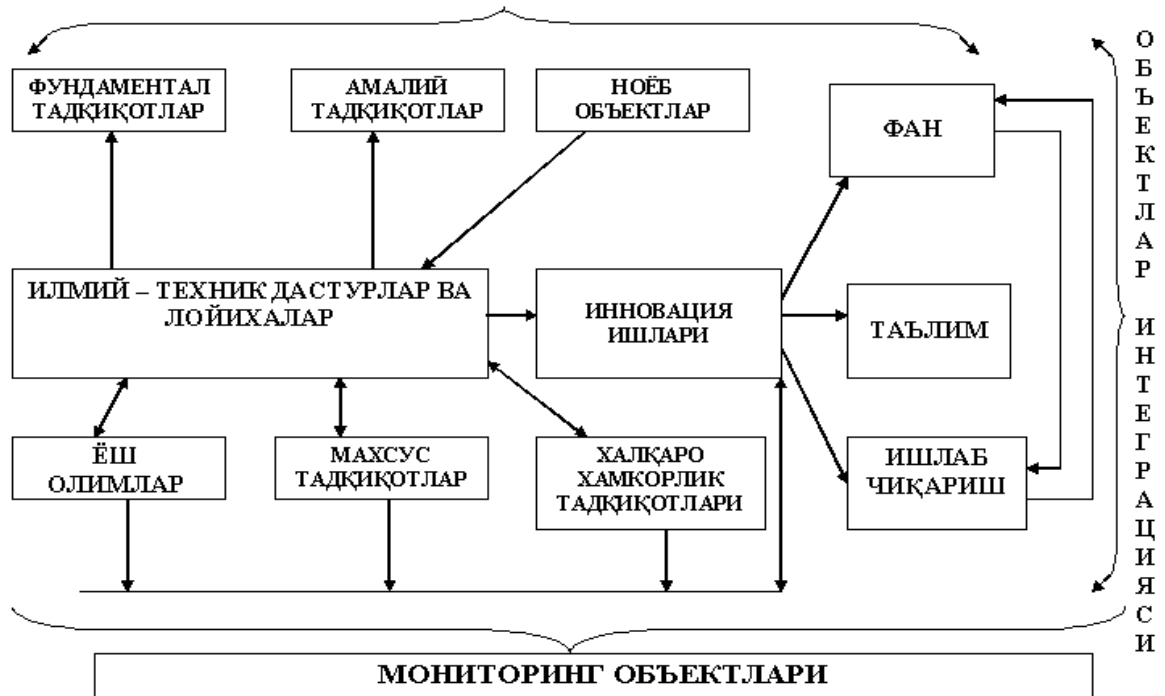 ФУНДАМЕНТАЛ
ТАДҚИҚОТЛАР
АМАЛИЙ
ТАДҚИҚОТЛАР
НОЁБ
ОБЪЕКТЛАР
ФАН
ИЛМИЙ – ТЕХНИК ДАСТУРЛАР ВА
ЛОЙИХАЛАР
ИННОВАЦИЯ
ИШЛАРИ
ТАЪЛИМ
ЁШ
ОЛИМЛАР
МАХСУС
ТАДҚИҚОТЛАР
ХАЛҚАРО
ХАМКОРЛИК
ТАДҚИҚОТЛАРИ
ИШЛАБ
ЧИҚАРИШ
ОБЪЕКТЛАР ИНТЕГРАЦИЯСИ
МОНИТОРИНГ ОБЪЕКТЛАРИ